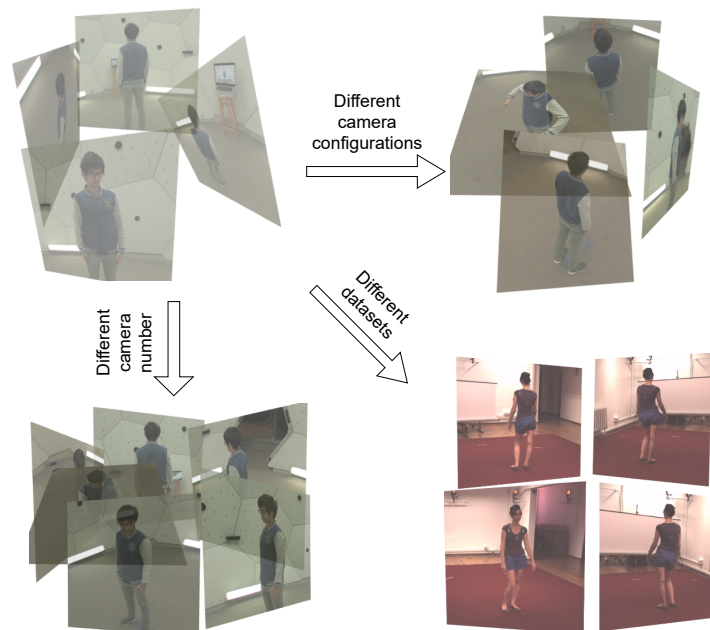 Different
camera
configurations
Different
datasets
Different
camera
number